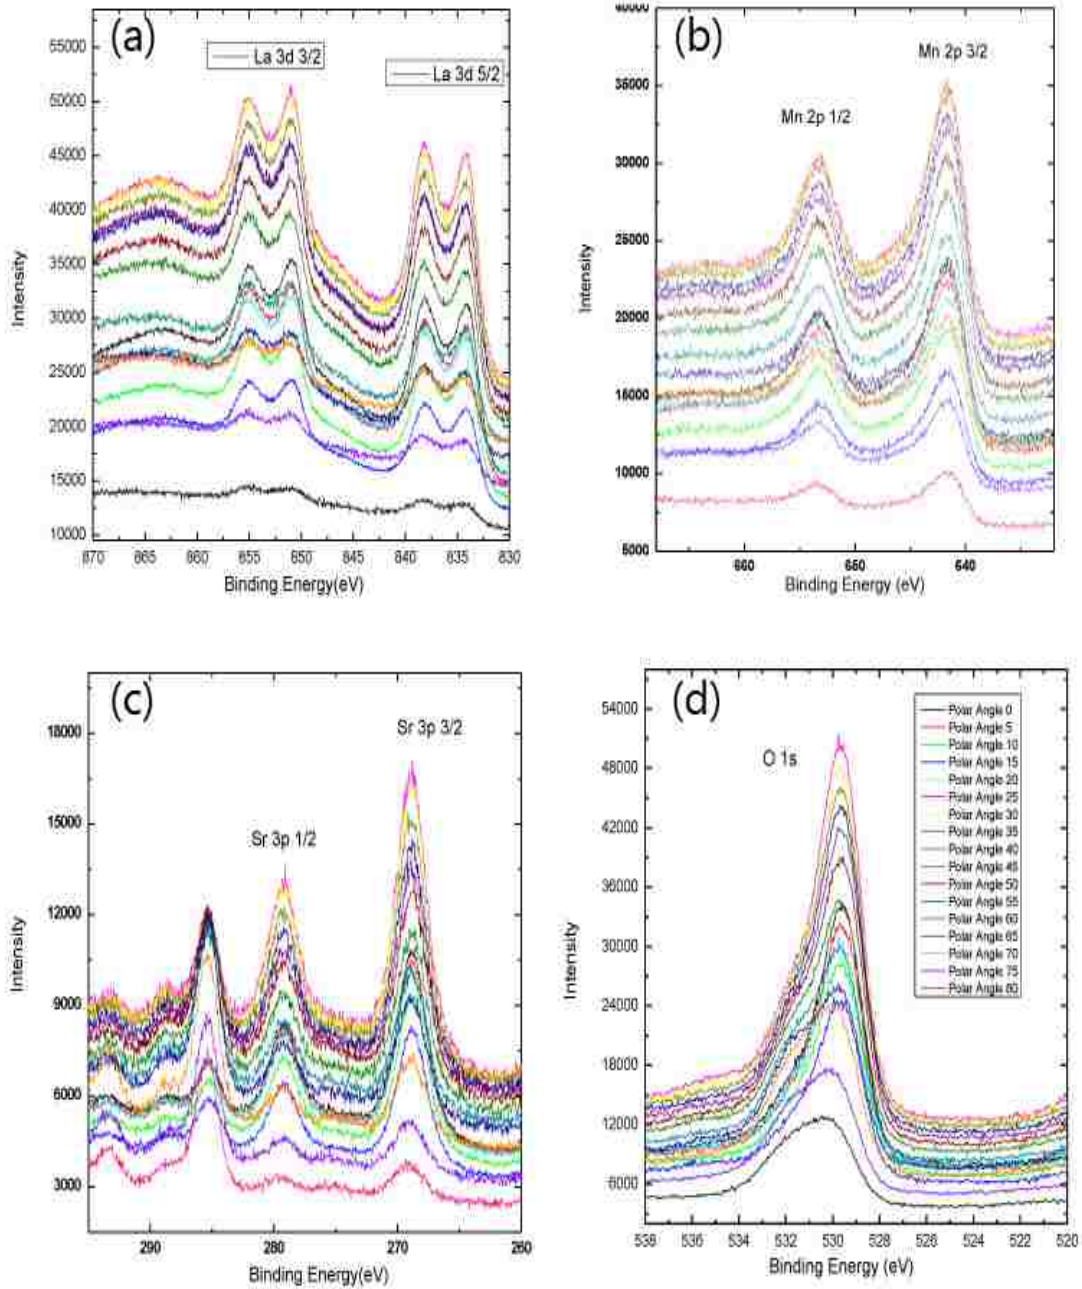 (a)
La 3d 3/2
La 3d 5/2
55000
50000
45000
40000
35000
30000
25000
20000
15000
10000
Intensity
870 865 860 855 850 845 840 835 830
Binding Energy(eV)
(b)
Mn 2p 3/2
Mn 2p 1/2
40000
35000
30000
25000
20000
15000
10000
5000
Intensity
660 650 640
Binding Energy (eV)
(c)
Sr 3p 3/2
Sr 3p 1/2
18000
15000
12000
9000
6000
3000
Intensity
290 280 270 260
Binding Energy(eV)
(d)
O 1s
Polar Angle 0
Polar Angle 5
Polar Angle 10
Polar Angle 15
Polar Angle 20
Polar Angle 25
Polar Angle 30
Polar Angle 35
Polar Angle 40
Polar Angle 45
Polar Angle 50
Polar Angle 55
Polar Angle 60
Polar Angle 65
Polar Angle 70
Polar Angle 75
Polar Angle 80
54000
48000
42000
36000
30000
24000
18000
12000
6000
Intensity
538 536 534 532 530 528 526 524 522 520
Binding Energy (eV)